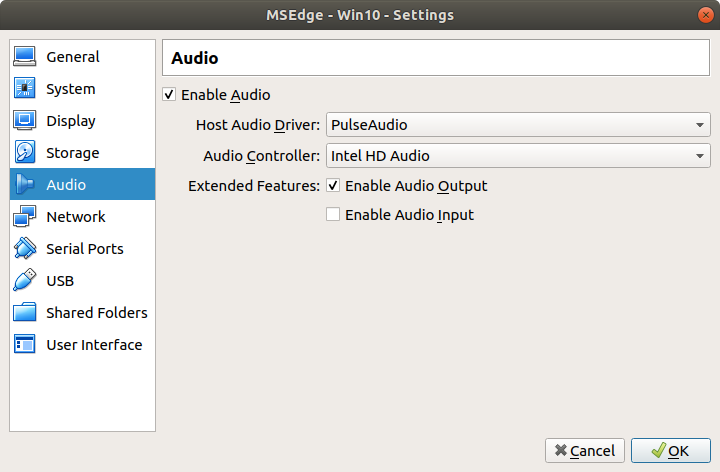 MSEdge - Win10 - Settings
General
System
Display
Storage
Audio
Network
Serial Ports
USB
Shared Folders
User Interface
Audio
Enable Audio
Host Audio Driver: PulseAudio
Audio Controller: Intel HD Audio
Extended Features: Enable Audio Output
Enable Audio Input
Cancel OK